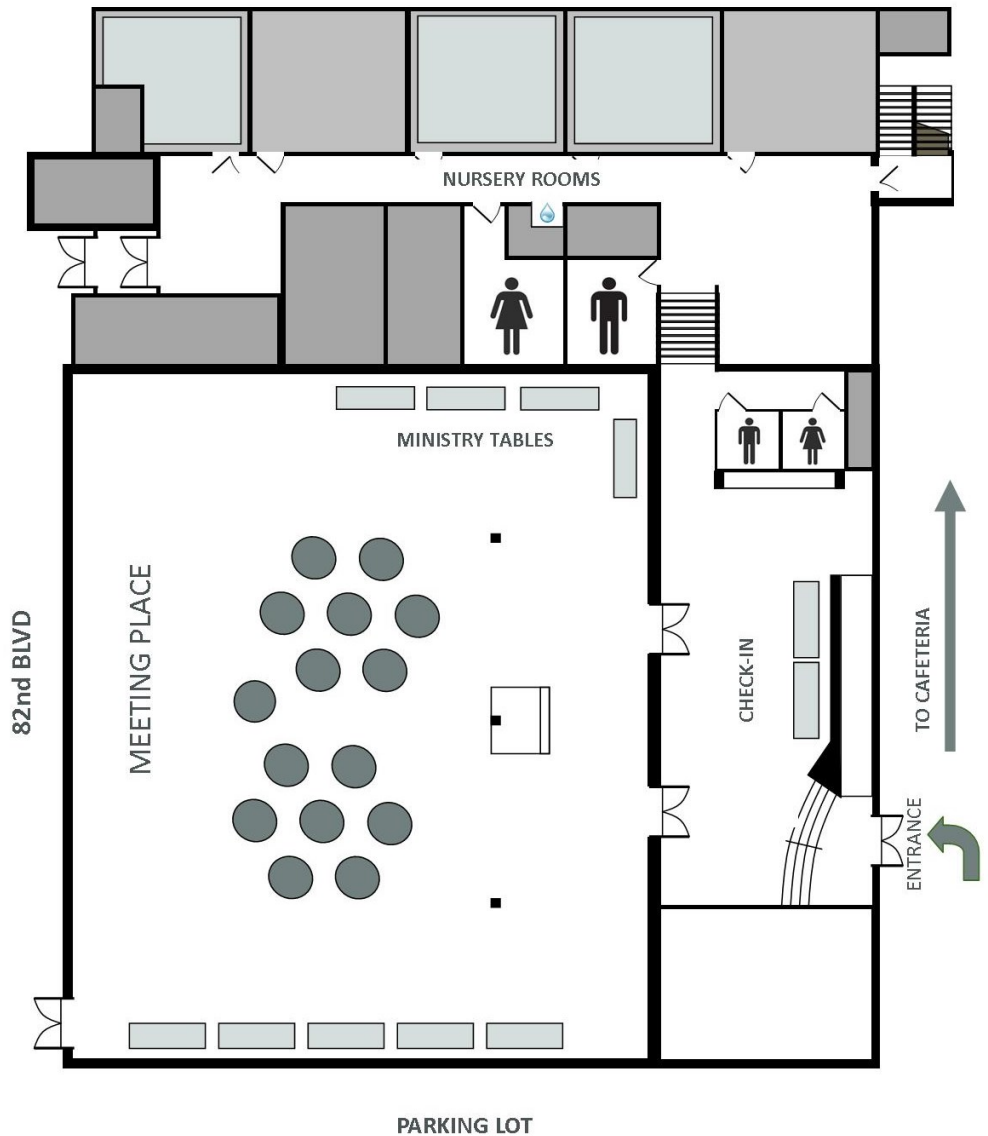 NURSERY ROOMS
MINISTRY TABLES
MEETING PLACE
82nd BLVD
CHECK-IN
TO CAFETERIA
ENTRANCE
PARKING LOT